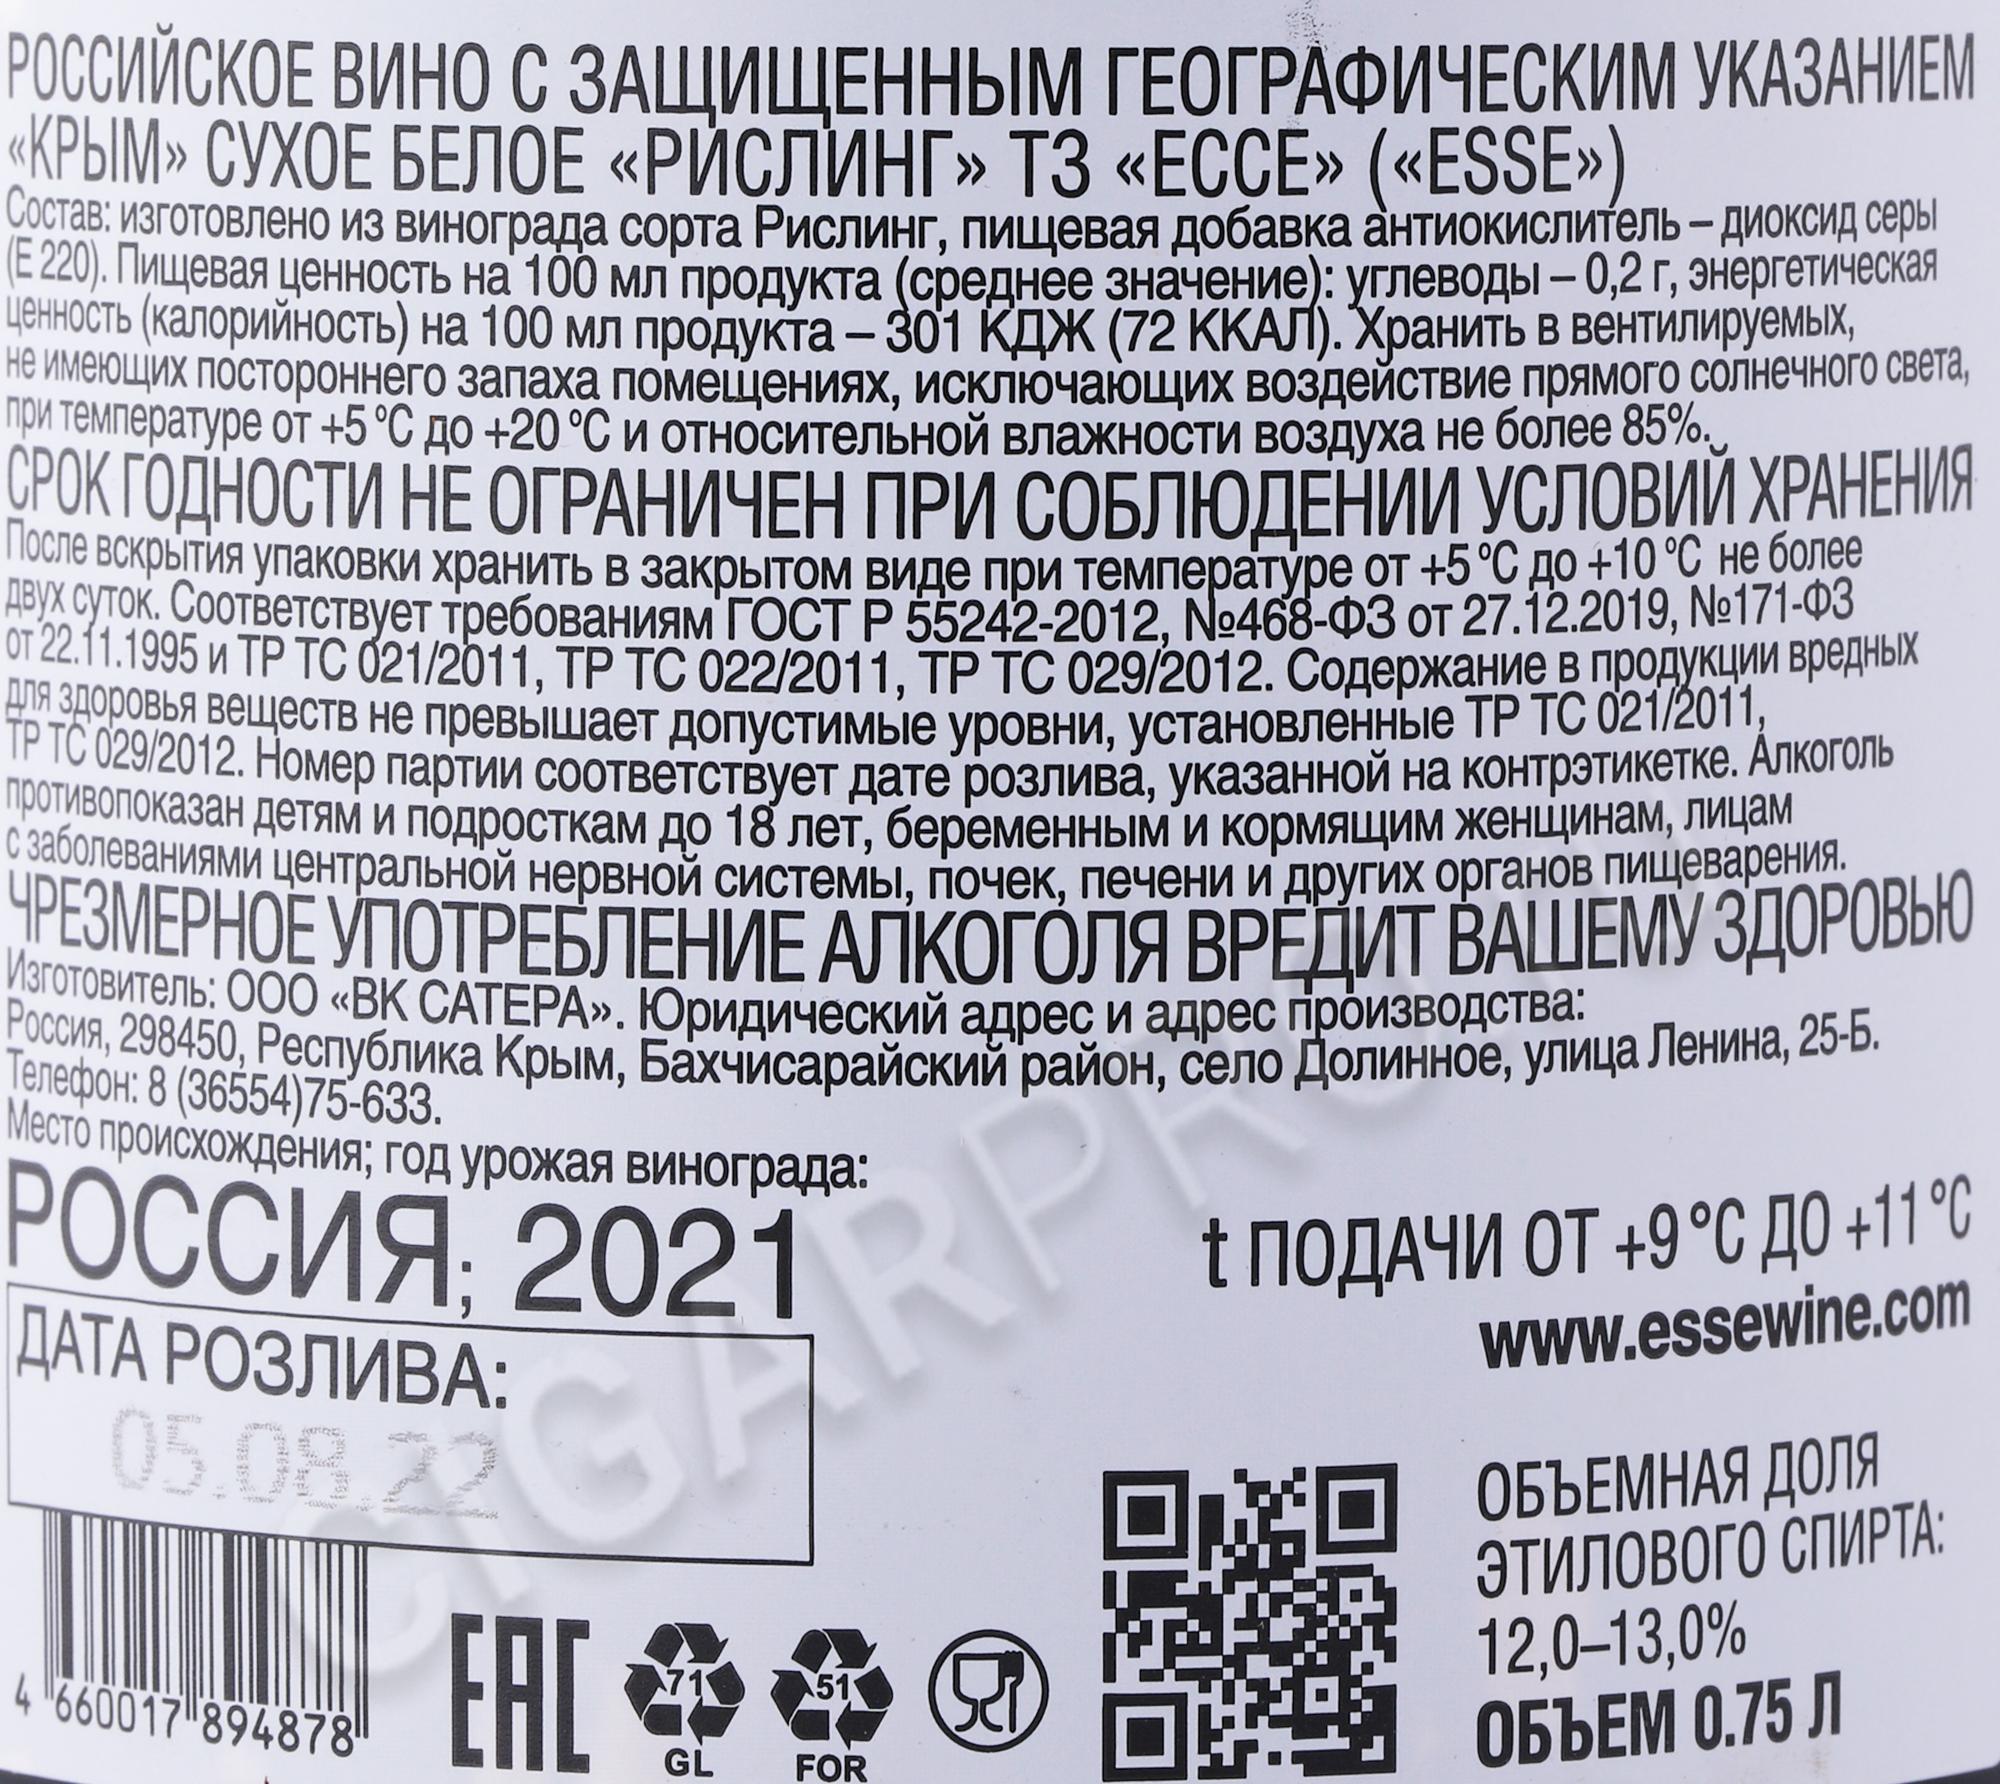 РОССИЙСКОЕ ВИНО С ЗАЩИЩЕННЫМ ГЕОГРАФИЧЕСКИМ УКАЗАНИЕМ
«КРЫМ» СУХОЕ БЕЛОЕ «РИСЛИНГ» ТЗ «ЕССЕ» («ESSE»)
Состав: изготовлено из винограда сорта Рислинг, пищевая добавка антиокислитель – диоксид серы
(Е 220). Пищевая ценность на 100 мл продукта (среднее значение): углеводы – 0,2 г, энергетическая
ценность (калорийность) на 100 мл продукта – 301 КДЖ (72 ККАЛ). Хранить в вентилируемых,
не имеющих постороннего запаха помещениях, исключающих воздействие прямого солнечного света,
при температуре от +5 °С до +20 °С и относительной влажности воздуха не более 85%.
СРОК ГОДНОСТИ НЕ ОГРАНИЧЕН ПРИ СОБЛЮДЕНИИ УСЛОВИЙ ХРАНЕНИЯ
После вскрытия упаковки хранить в закрытом виде при температуре от +5 °С до +10 °С не более
двух суток. Соответствует требованиям ГОСТ Р 55242-2012, №468-ФЗ от 27.12.2019, №171-ФЗ
от 22.11.1995 и ТР ТС 021/2011, ТР ТС 022/2011, ТР ТС 029/2012. Содержание в продукции вредных
для здоровья веществ не превышает допустимые уровни, установленные ТР ТС 021/2011,
ТР ТС 029/2012. Номер партии соответствует дате розлива, указанной на контрэтикетке. Алкоголь
противопоказан детям и подросткам до 18 лет, беременным и кормящим женщинам, лицам
с заболеваниями центральной нервной системы, почек, печени и других органов пищеварения.
ЧРЕЗМЕРНОЕ УПОТРЕБЛЕНИЕ АЛКОГОЛЯ ВРЕДИТ ВАШЕМУ ЗДОРОВЬЮ
Изготовитель: ООО «ВК САТЕРА». Юридический адрес и адрес производства:
Россия, 298450, Республика Крым, Бахчисарайский район, село Долинное, улица Ленина, 25-Б.
Телефон: 8 (36554)75-633.
Место происхождения; год урожая винограда:
РОССИЯ; 2021
t ПОДАЧИ ОТ +9 °С ДО +11 °С
www.essewine.com
ДАТА РОЗЛИВА:
05.08.22
ОБЪЕМНАЯ ДОЛЯ
ЭТИЛОВОГО СПИРТА:
12,0–13,0%
ОБЪЕМ 0.75 Л
4 660017 894878
EAC
71
GL
51
FOR
CIGARPRO.RU